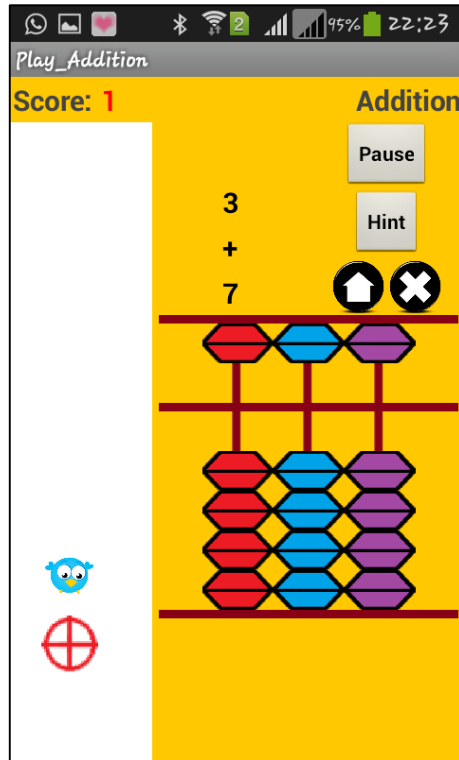 2 95% 22:23
Play_Addition
Score: 1 Addition
Pause
3
Hint
+
7